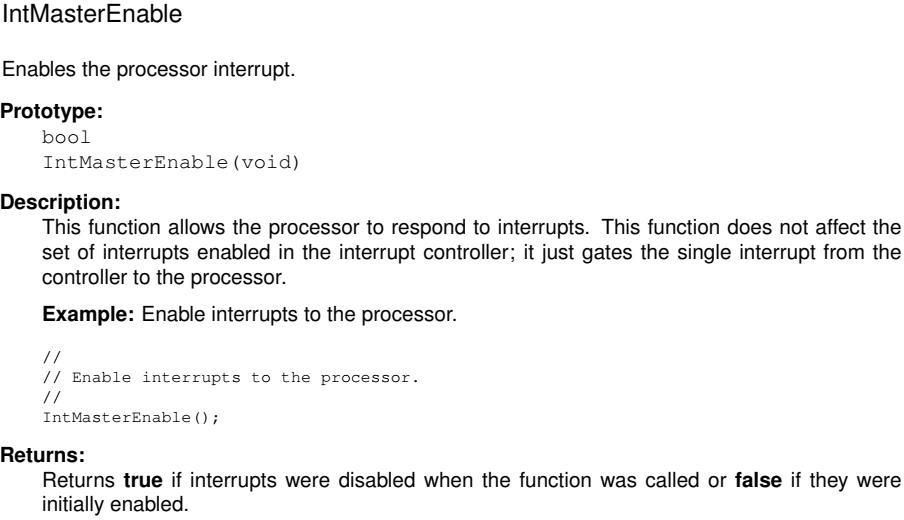 IntMasterEnable
Enables the processor interrupt.
Prototype:
bool
IntMasterEnable(void)
Description:
This function allows the processor to respond to interrupts. This function does not affect the
set of interrupts enabled in the interrupt controller; it just gates the single interrupt from the
controller to the processor.
Example: Enable interrupts to the processor.
//
// Enable interrupts to the processor.
//
IntMasterEnable();
Returns:
Returns true if interrupts were disabled when the function was called or false if they were
initially enabled.